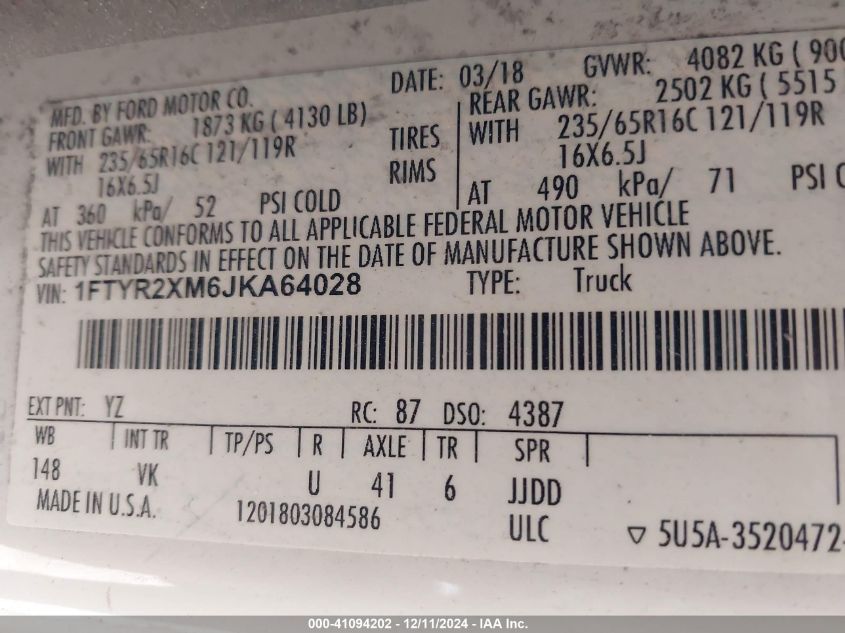 MFD. BY FORD MOTOR CO. DATE: 03/18 GVWR: 4082 KG ( 900
FRONT GAWR: 1873 KG ( 4130 LB) REAR GAWR: 2502 KG ( 5515
WITH 235/65R16C 121/119R TIRES WITH 235/65R16C 121/119R
16X6.5J RIMS 16X6.5J
AT 360 kPa/ 52 PSI COLD AT 490 kPa/ 71 PSI C
THIS VEHICLE CONFORMS TO ALL APPLICABLE FEDERAL MOTOR VEHICLE
SAFETY STANDARDS IN EFFECT ON THE DATE OF MANUFACTURE SHOWN ABOVE.
VIN: 1FTYR2XM6JKA64028 TYPE: Truck
EXT PNT: YZ RC: 87 DSO: 4387
WB INT TR TP/PS R AXLE TR SPR
148 VK U 41 6 JJDD
MADE IN U.S.A. 1201803084586 ULC ▽ 5U5A-3520472-
000-41094202 - 12/11/2024 - IAA Inc.